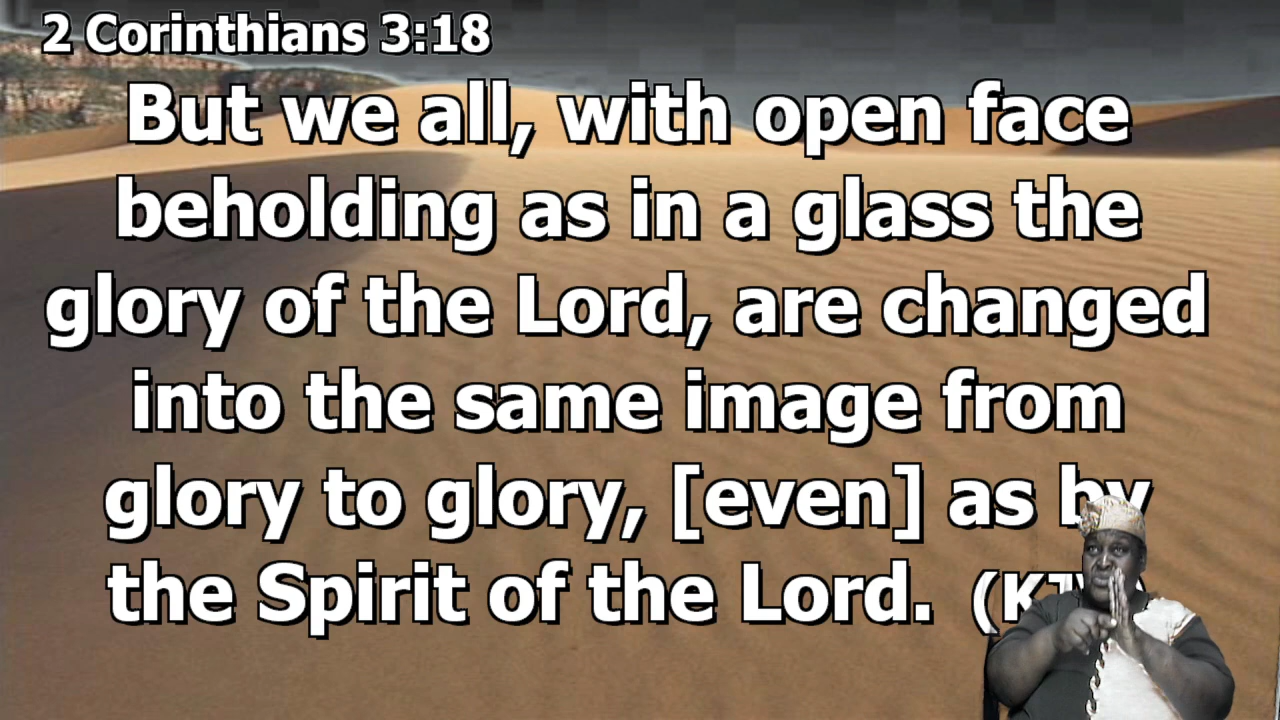 2 Corinthians 3:18
But we all, with open face
beholding as in a glass the
glory of the Lord, are changed
into the same image from
glory to glory, [even] as by
the Spirit of the Lord.